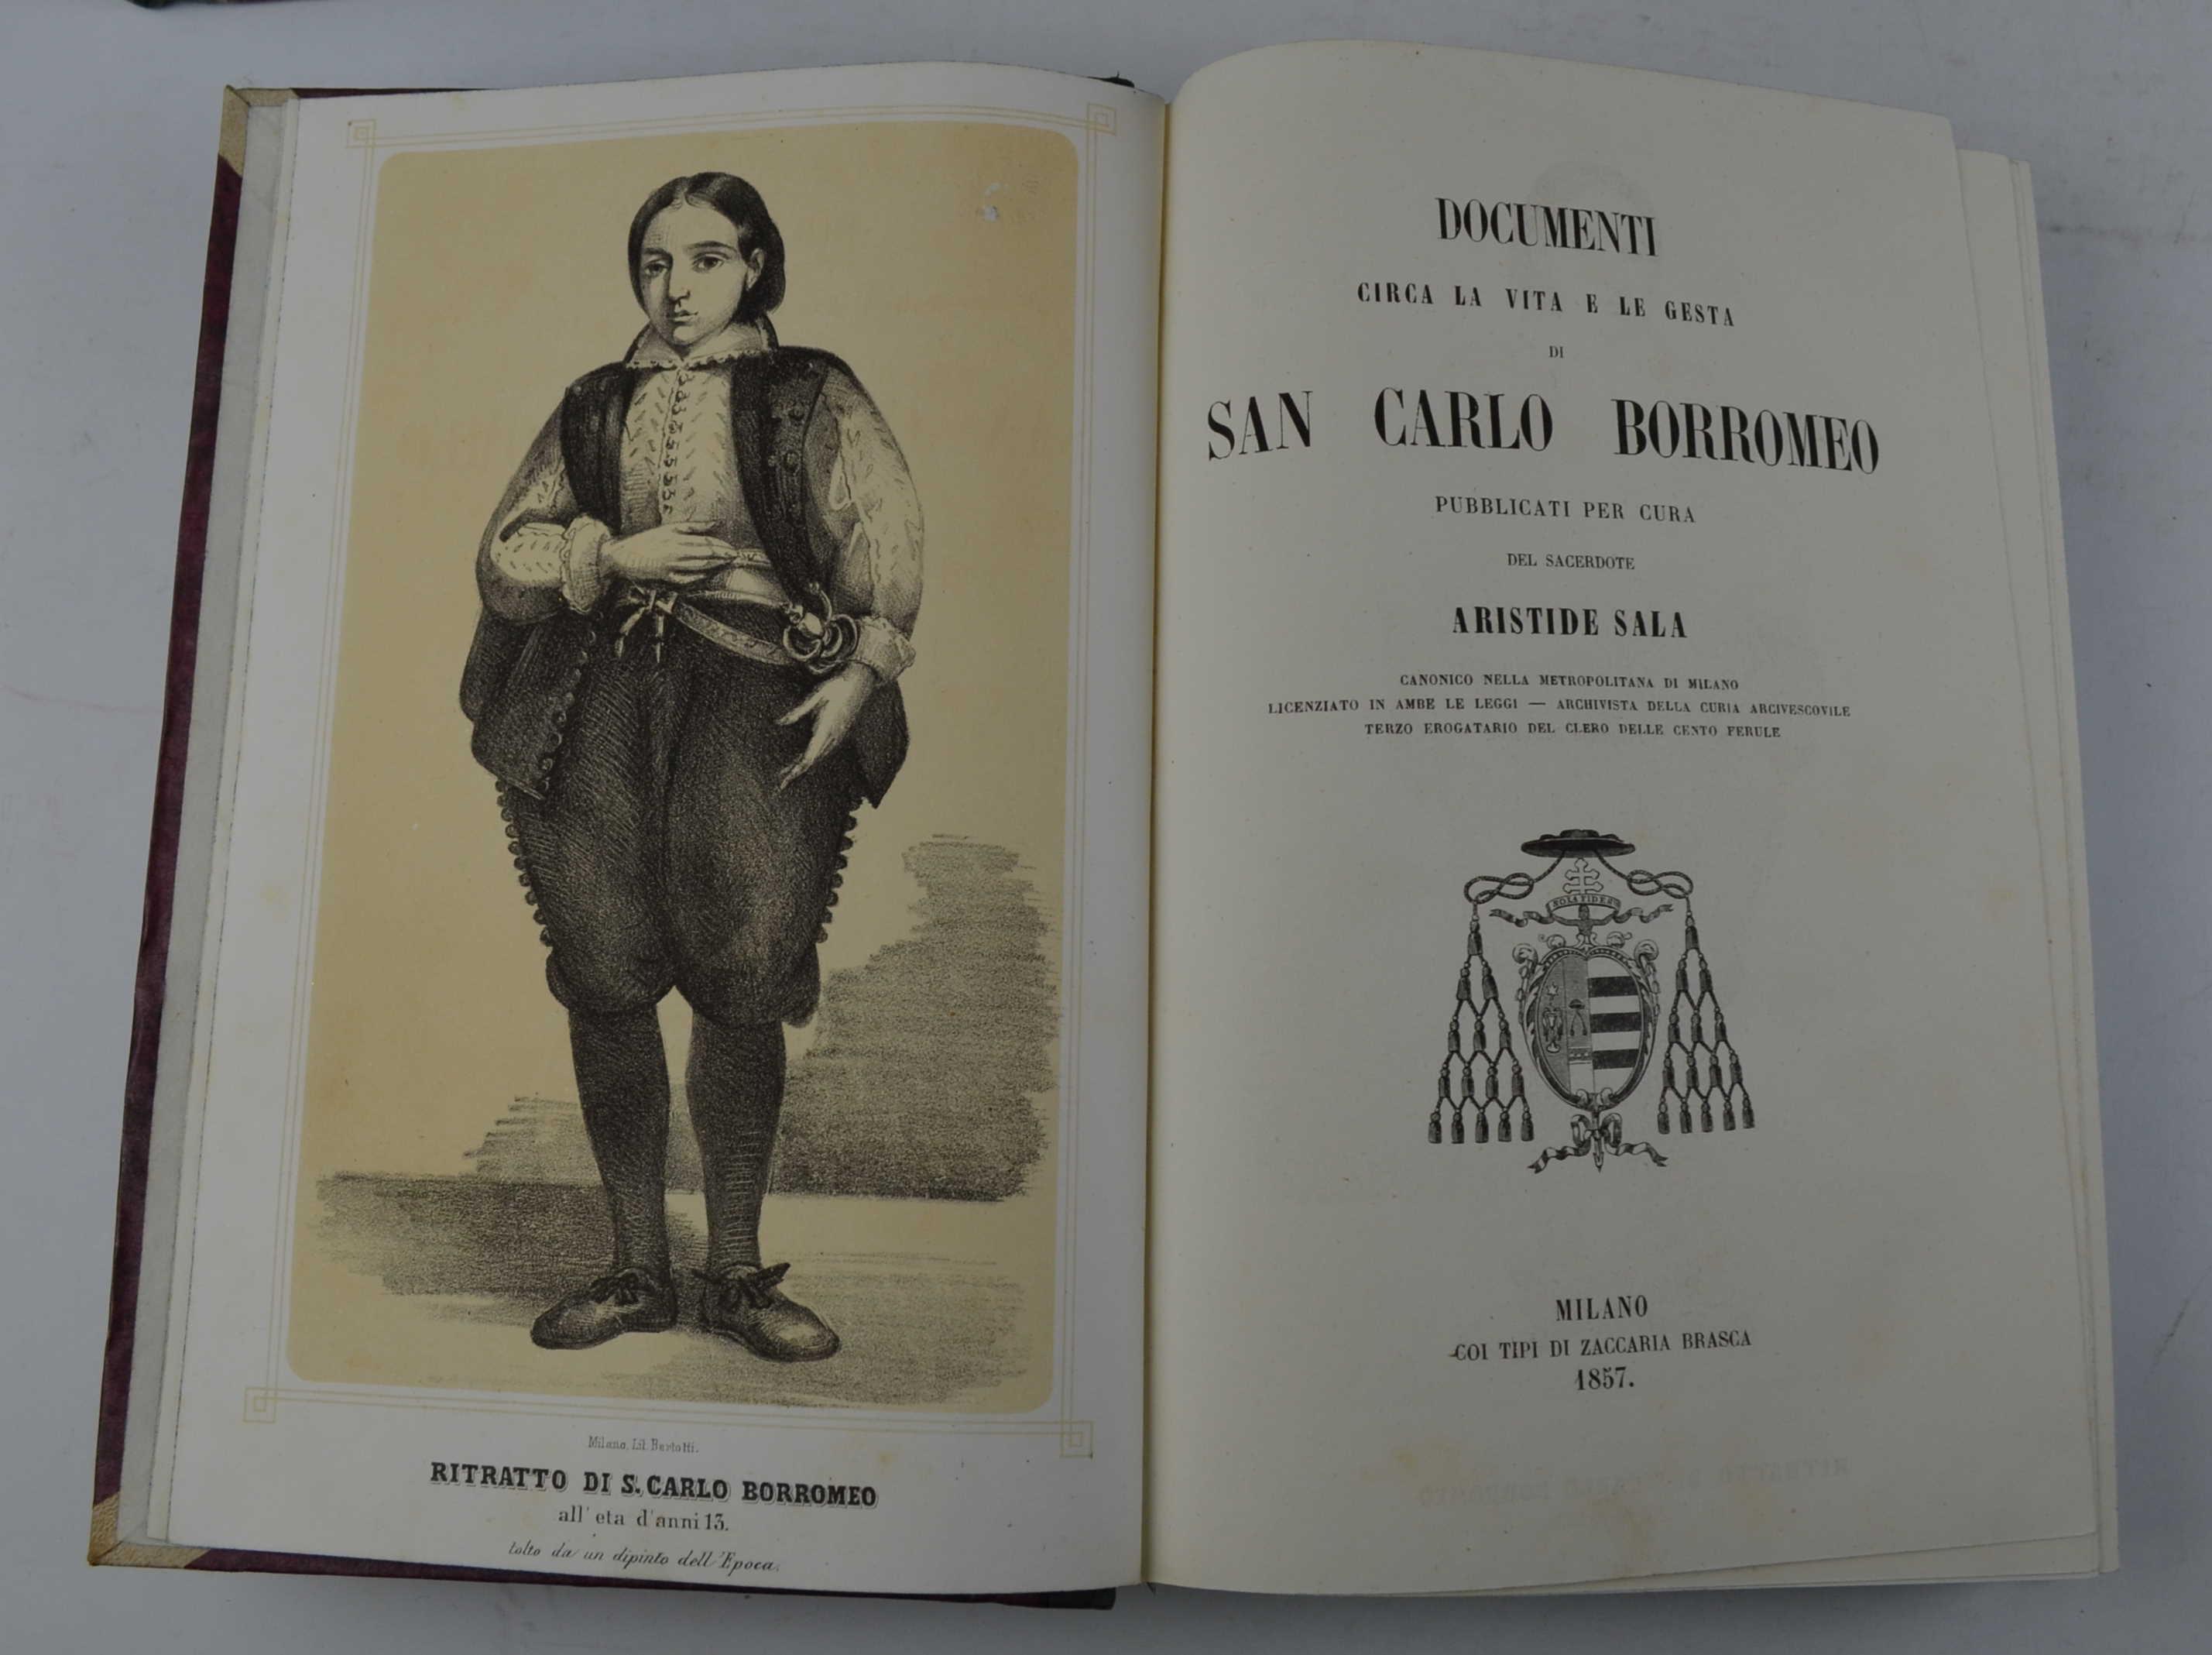 Milano. Lit. Bertotti.
RITRATTO DI S. CARLO BORROMEO
all' eta d'anni 13.
tolto da un dipinto dell'Epoca.
DOCUMENTI
CIRCA LA VITA E LE GESTA
DI
SAN CARLO BORROMEO
PUBBLICATI PER CURA
DEL SACERDOTE
ARISTIDE SALA
CANONICO NELLA METROPOLITANA DI MILANO
LICENZIATO IN AMBE LE LEGGI — ARCHIVISTA DELLA CURIA ARCIVESCOVILE
TERZO EROGATARIO DEL CLERO DELLE CENTO FERULE
MILANO
COI TIPI DI ZACCARIA BRASCA
1857.